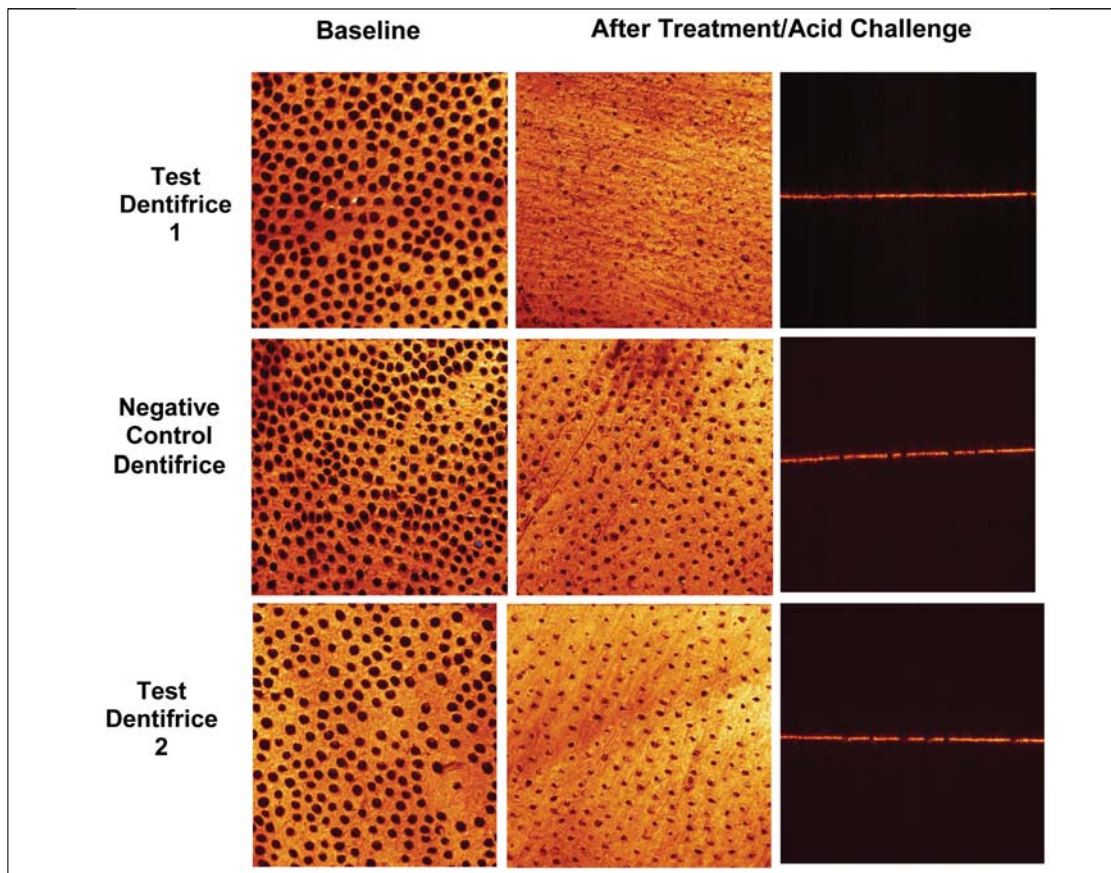 Baseline
After Treatment/Acid Challenge
Test
Dentifrice
1
Negative
Control
Dentifrice
Test
Dentifrice
2